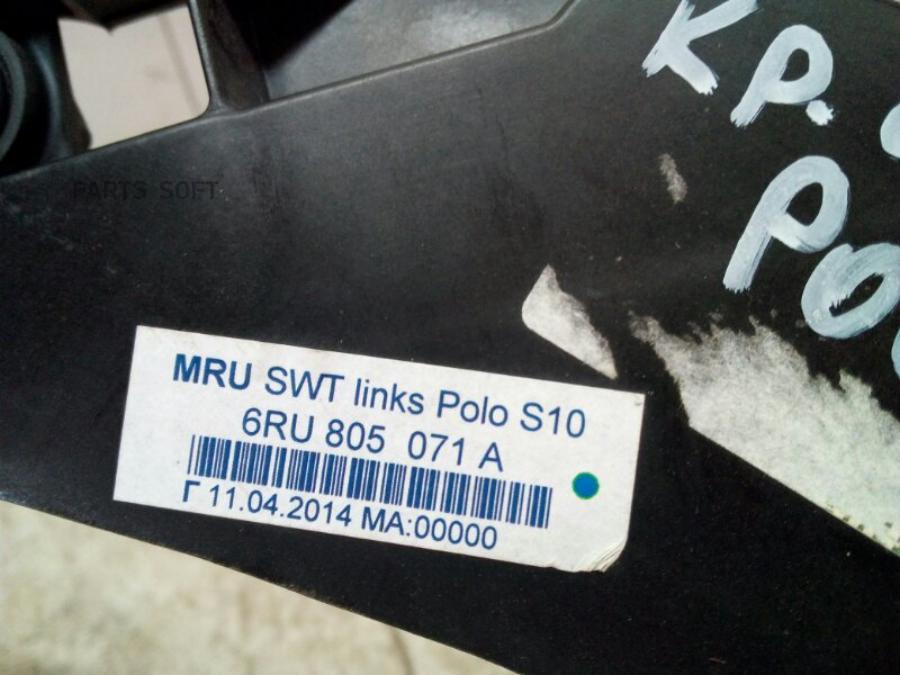 КР.
РО
PARTS SOFT
MRU SWT links Polo S10
6RU 805 071 A
Г 11.04.2014 MA:00000